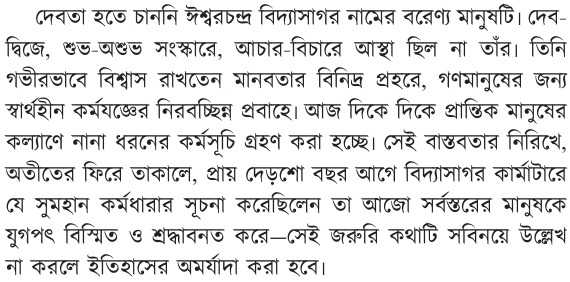 দেবতা হতে চাননি ঈশ্বরচন্দ্র বিদ্যাসাগর নামের বরেণ্য মানুষটি। দেব-
দ্বিজে, শুভ-অশুভ সংস্কারে, আচার-বিচারে আস্থা ছিল না তাঁর। তিনি
গভীরভাবে বিশ্বাস রাখতেন মানবতার বিনিদ্র প্রহরে, গণমানুষের জন্য
স্বার্থহীন কর্মযজ্ঞের নিরবচ্ছিন্ন প্রবাহে। আজ দিকে দিকে প্রান্তিক মানুষের
কল্যাণে নানা ধরনের কর্মসূচি গ্রহণ করা হচ্ছে। সেই বাস্তবতার নিরিখে,
অতীতের ফিরে তাকালে, প্রায় দেড়শো বছর আগে বিদ্যাসাগর কার্মাটারে
যে সুমহান কর্মধারার সূচনা করেছিলেন তা আজো সর্বস্তরের মানুষকে
যুগপৎ বিস্মিত ও শ্রদ্ধাবনত করে—সেই জরুরি কথাটি সবিনয়ে উল্লেখ
না করলে ইতিহাসের অমর্যাদা করা হবে।